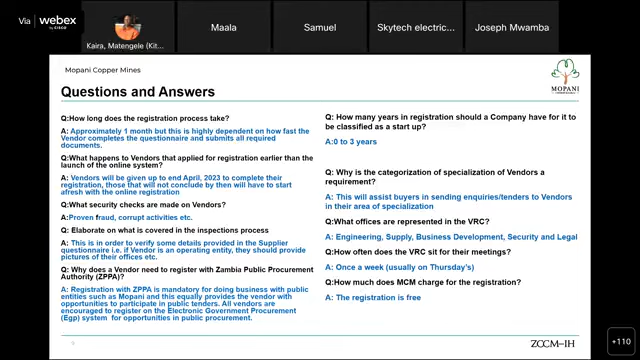 Via webex
by CISCO
Kaira, Matengele (Kit...
Maala
Samuel
Skytech electric...
Joseph Mwamba
Mopani Copper Mines
MOPANI
Questions and Answers
Q:How long does the registration process take?
A: Approximately 1 month but this is highly dependent on how fast the
Vendor completes the questionnaire and submits all required
documents.
Q:What happens to Vendors that applied for registration earlier than the
launch of the online system?
A: Vendors will be given up to end April, 2023 to complete their
registration, those that will not conclude by then will have to start
afresh with the online registration
Q:What security checks are made on Vendors?
A:Proven fraud, corrupt activities etc.
Q: Elaborate on what is covered in the inspections process
A: This is in order to verify some details provided in the Supplier
questionnaire i.e. if Vendor is an operating entity, they should provide
pictures of their offices etc.
Q: Why does a Vendor need to register with Zambia Public Procurement
Authority (ZPPA)?
A: Registration with ZPPA is mandatory for doing business with public
entities such as Mopani and this equally provides the vendor with
opportunities to participate in public tenders. All vendors are
encouraged to register on the Electronic Government Procurement
(Egp) system for opportunities in public procurement.
Q: How many years in registration should a Company have for it to
be classified as a start up?
A:0 to 3 years
Q: Why is the categorization of specialization of Vendors a
requirement?
A: This will assist buyers in sending enquiries/tenders to Vendors
in their area of specialization
Q:What offices are represented in the VRC?
A: Engineering, Supply, Business Development, Security and Legal
Q:How often does the VRC sit for their meetings?
A: Once a week (usually on Thursday's)
Q:How much does MCM charge for the registration?
A: The registration is free
9
ZCCM-IH
+110